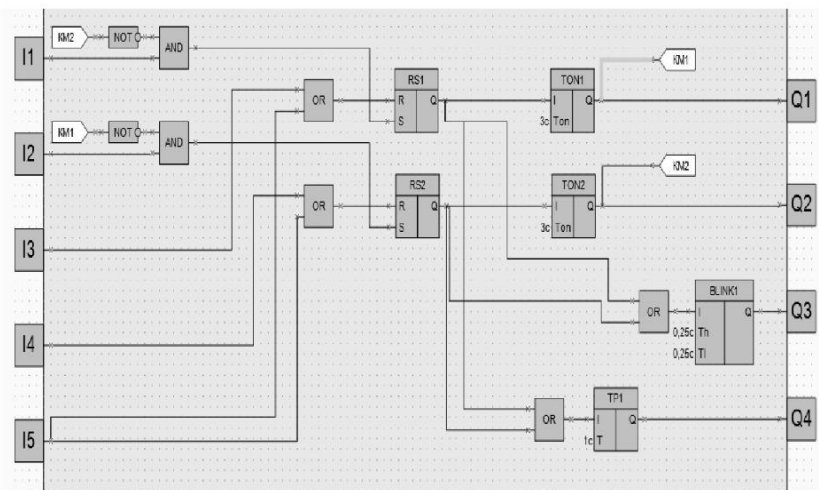 KM2 NOT AND
I1
RS1 TON1 KM1
OR R Q I Q Q1
S 3c Ton
KM1 NOT AND
I2
KM2
RS2 TON2
OR R Q I Q Q2
S 3c Ton
I3
BLINK1
OR I Q Q3
0,25c Th
I4
0,25c Tl
TP1
OR I Q Q4
I5
1c T